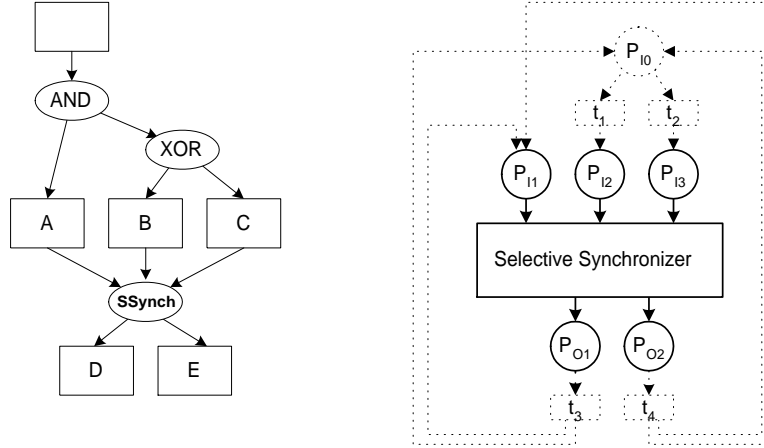 AND
XOR
A
B
C
SSynch
D
E
P_I0
t_1
t_2
P_I1
P_I2
P_I3
Selective Synchronizer
P_O1
P_O2
t_3
t_4